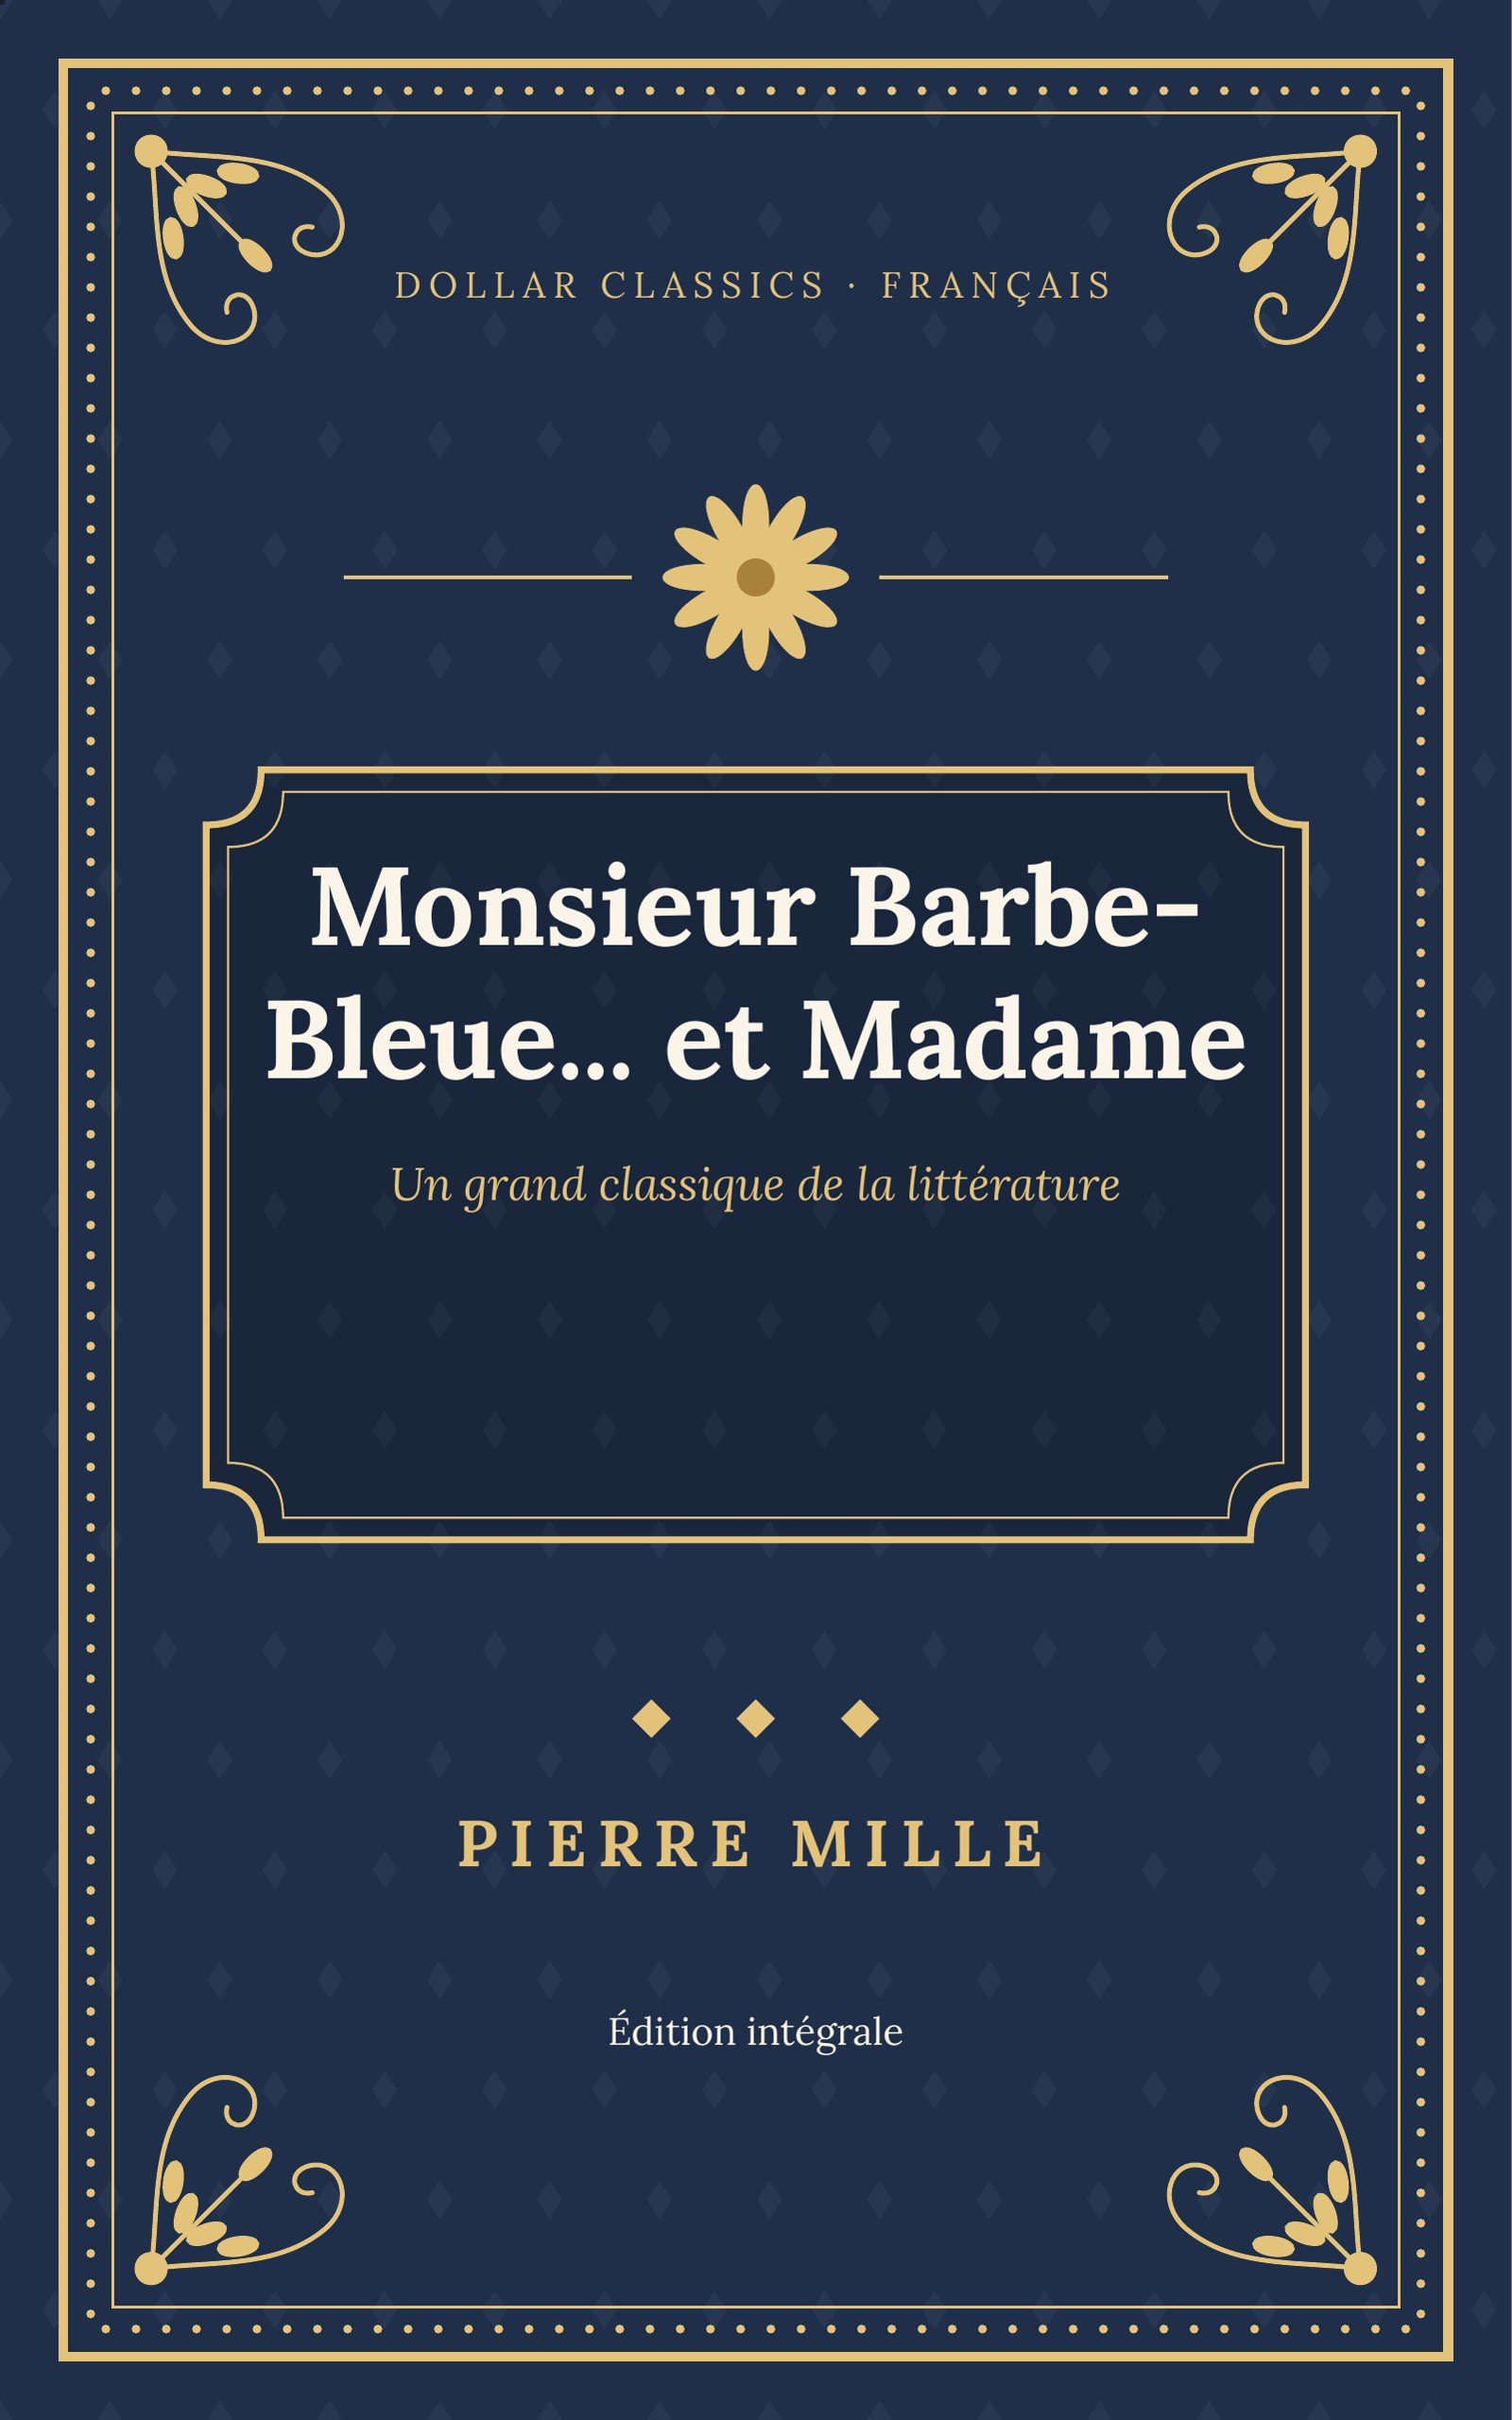 DOLLAR CLASSICS · FRANÇAIS
Monsieur Barbe-
Bleue... et Madame
Un grand classique de la littérature
PIERRE MILLE
Édition intégrale